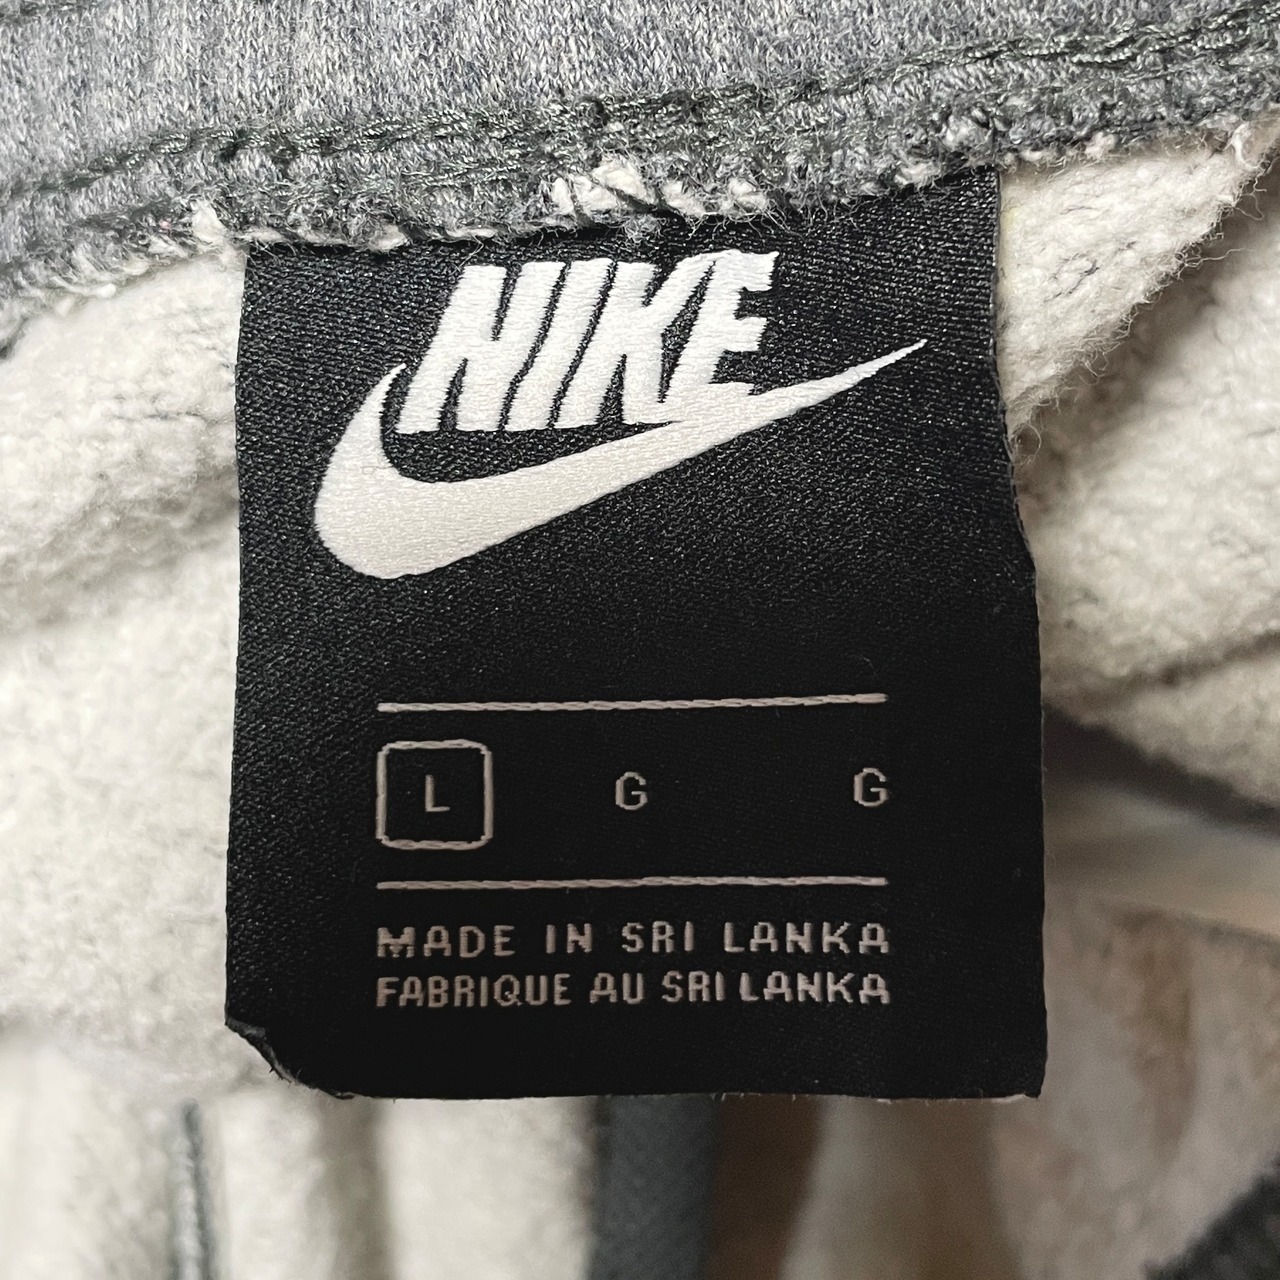 NIKE
L G G
MADE IN SRI LANKA
FABRIQUE AU SRI LANKA